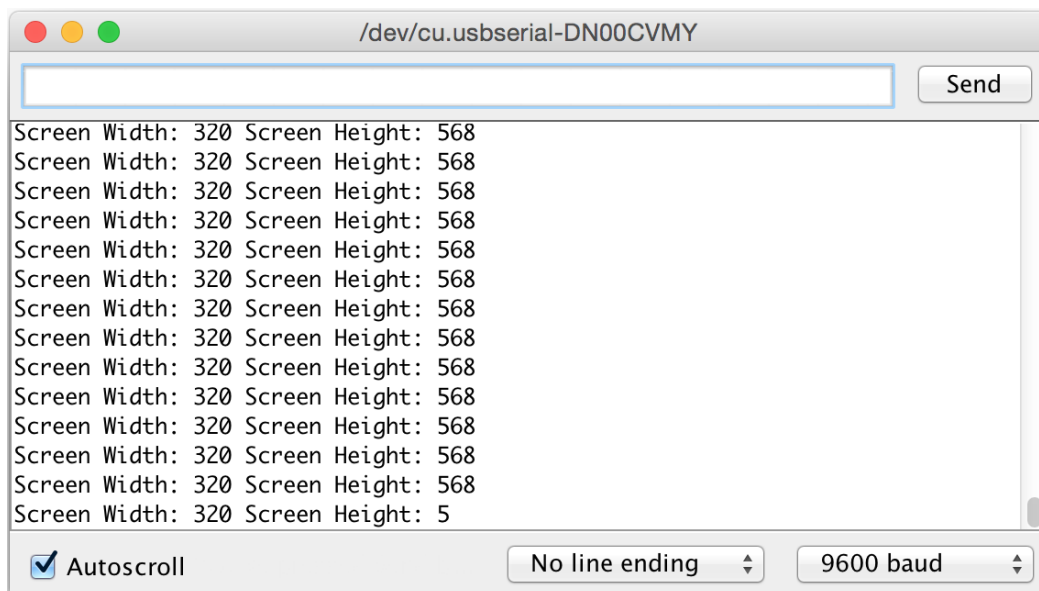 /dev/cu.usbserial-DN00CVMY
Send
Screen Width: 320 Screen Height: 568
Screen Width: 320 Screen Height: 568
Screen Width: 320 Screen Height: 568
Screen Width: 320 Screen Height: 568
Screen Width: 320 Screen Height: 568
Screen Width: 320 Screen Height: 568
Screen Width: 320 Screen Height: 568
Screen Width: 320 Screen Height: 568
Screen Width: 320 Screen Height: 568
Screen Width: 320 Screen Height: 568
Screen Width: 320 Screen Height: 568
Screen Width: 320 Screen Height: 568
Screen Width: 320 Screen Height: 568
Screen Width: 320 Screen Height: 5
Autoscroll No line ending 9600 baud